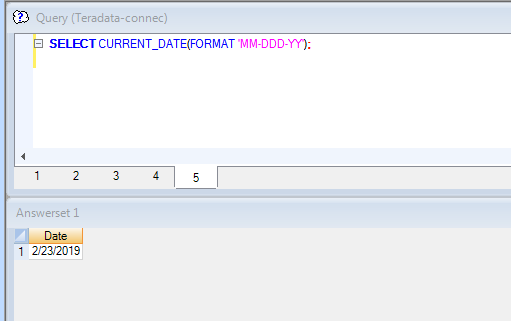 Query (Teradata-connec)
SELECT CURRENT_DATE(FORMAT 'MM-DDD-YY');
1 2 3 4 5
Answerset 1
Date
1 2/23/2019